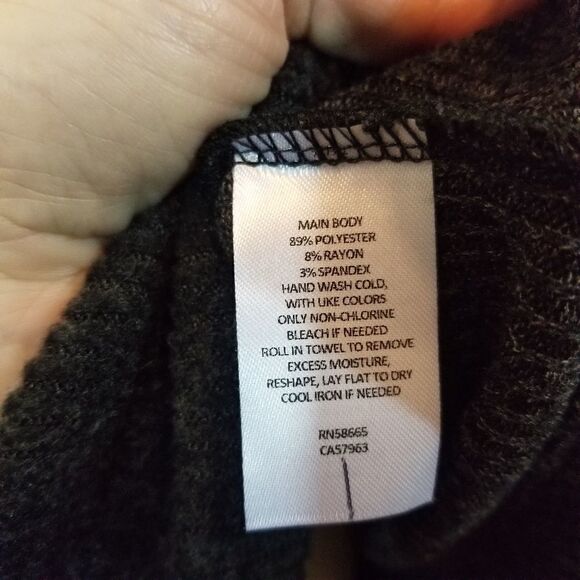 MAIN BODY
89% POLYESTER
8% RAYON
3% SPANDEX
HAND WASH COLD,
WITH LIKE COLORS
ONLY NON-CHLORINE
BLEACH IF NEEDED
ROLL IN TOWEL TO REMOVE
EXCESS MOISTURE,
RESHAPE, LAY FLAT TO DRY
COOL IRON IF NEEDED
RN58665
CA57963